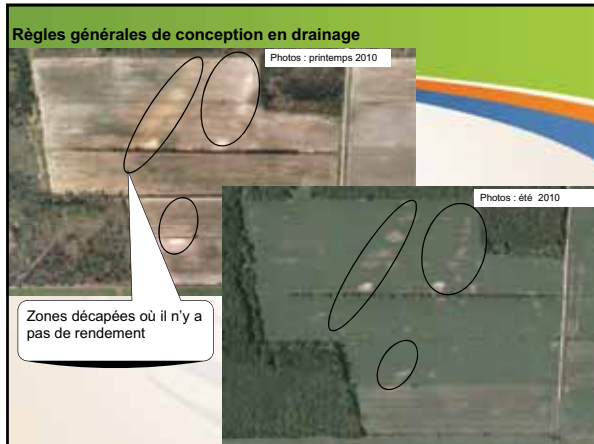 Règles générales de conception en drainage
Photos : printemps 2010
Photos : été  2010
Zones décapées où il n'y a
pas de rendement